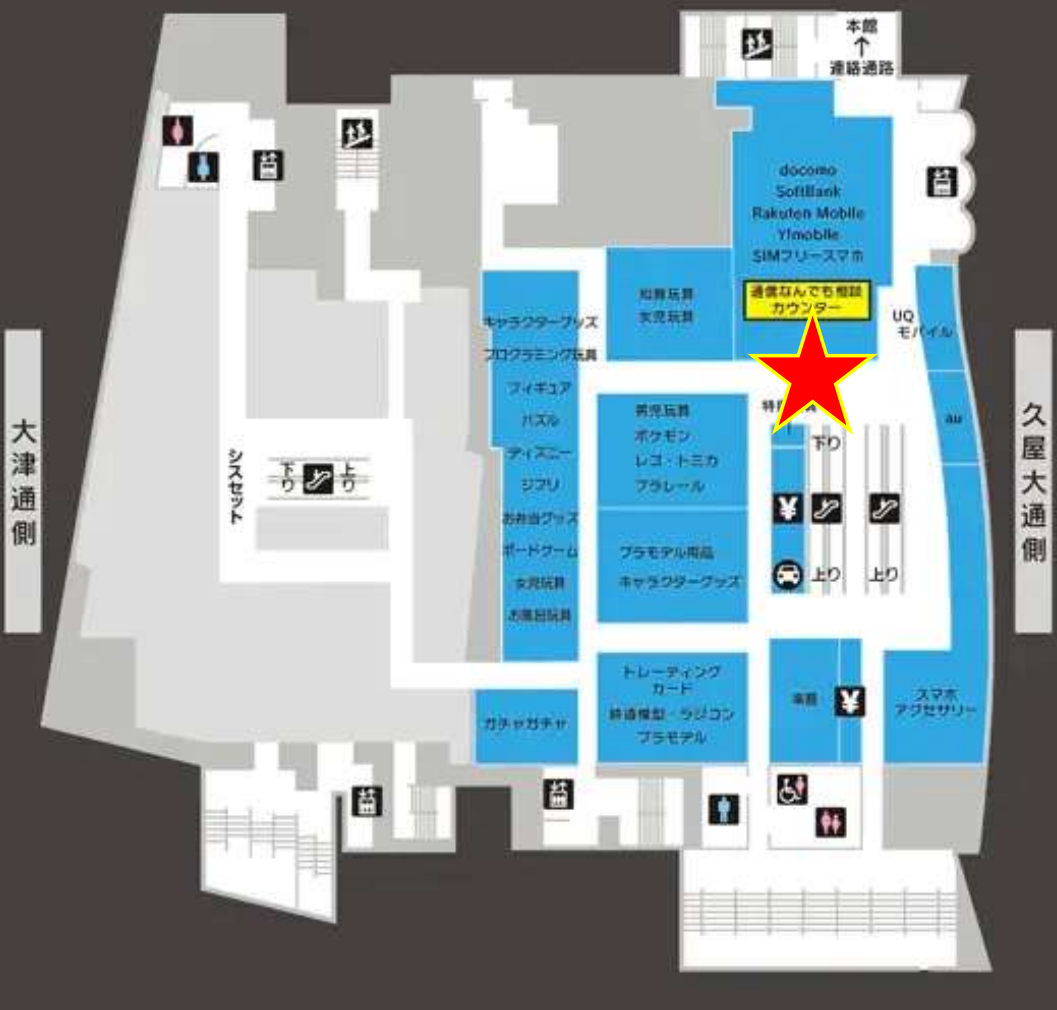 本館
↑
連絡通路
docomo
SoftBank
Rakuten Mobile
Y!mobile
SIMフリースマホ
通信なんでも相談
カウンター
知育玩具
女児玩具
UQ
モバイル
au
キャラクターグッズ
プログラミング玩具
フィギュア
パズル
ディズニー
ジブリ
お弁当グッズ
ボードゲーム
女児玩具
お風呂玩具
男児玩具
ポケモン
レゴ・トミカ
プラレール
プラモデル用品
キャラクターグッズ
下り
¥
上り
上り
大津通側
シスセット
下り
上り
久屋大通側
トレーディング
カード
鉄道模型・ラジコン
プラモデル
楽器
¥
スマホ
アクセサリー
ガチャガチャ